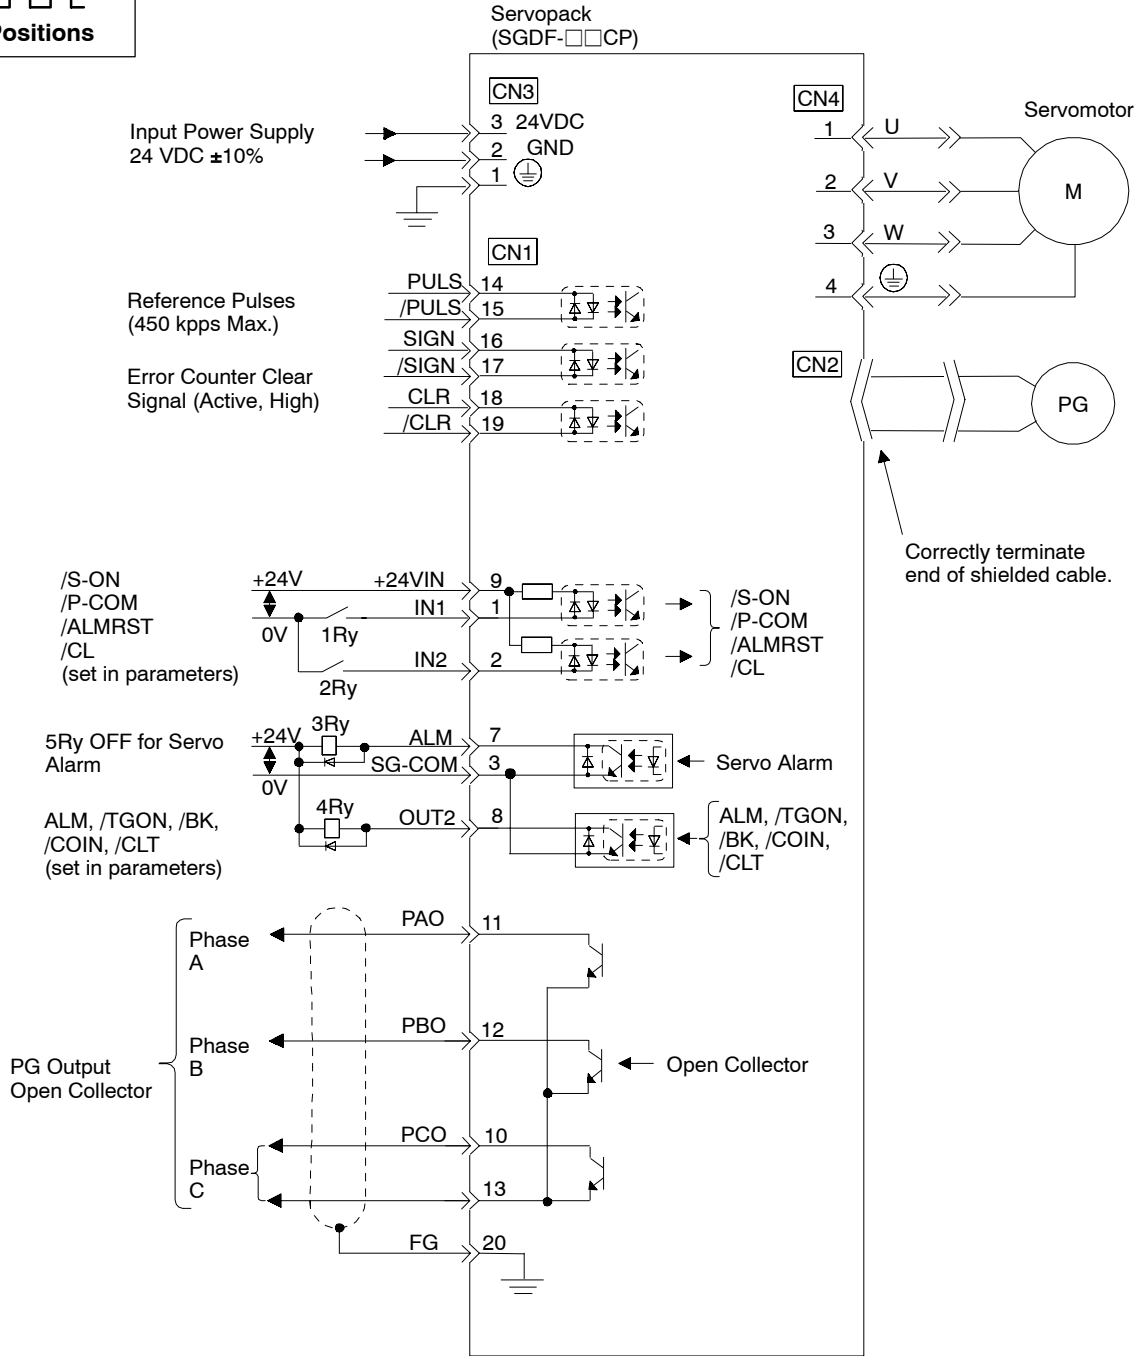 Positions
Servopack
(SGDF-□□CP)
CN3
Input Power Supply
24 VDC ±10%
3 24VDC
2 GND
1
CN4
Servomotor
1 U
2 V
3 W
4
M
CN1
Reference Pulses
(450 kpps Max.)
PULS 14
/PULS 15
SIGN 16
/SIGN 17
Error Counter Clear
Signal (Active, High)
CLR 18
/CLR 19
CN2
PG
Correctly terminate
end of shielded cable.
/S-ON
/P-COM
/ALMRST
/CL
(set in parameters)
+24V
0V
1Ry
2Ry
+24VIN 9
IN1 1
IN2 2
/S-ON
/P-COM
/ALMRST
/CL
5Ry OFF for Servo
Alarm
+24V
0V
3Ry
ALM 7
SG-COM 3
Servo Alarm
ALM, /TGON, /BK,
/COIN, /CLT
(set in parameters)
4Ry
OUT2 8
ALM, /TGON,
/BK, /COIN,
/CLT
PG Output
Open Collector
Phase
A
PAO 11
Phase
B
PBO 12
Open Collector
Phase
C
PCO 10
13
FG 20